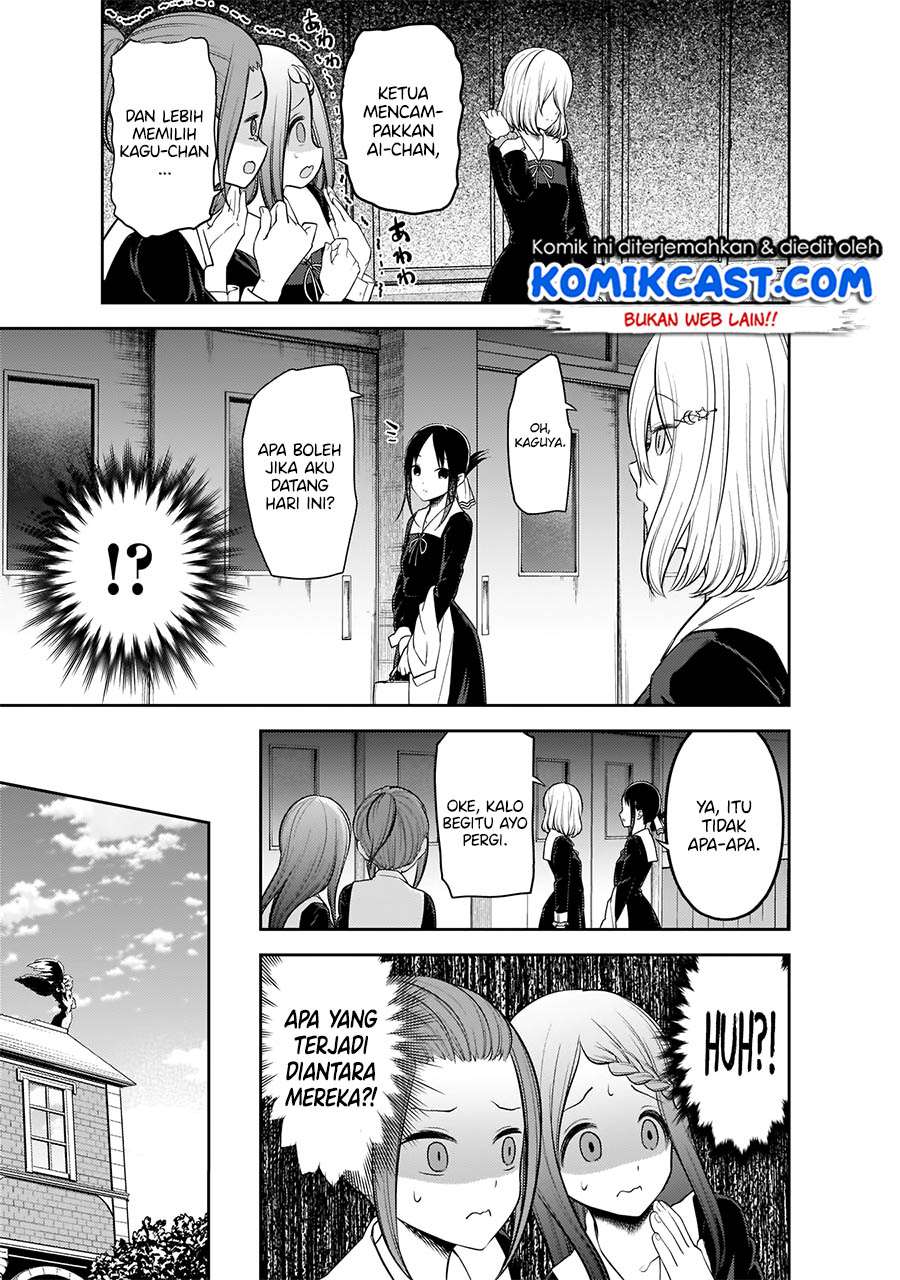 KETUA
MENCAM-
PAKKAN
AI-CHAN,
DAN LEBIH
MEMILIH
KAGU-CHAN
...
あわわ
あわわ
Komik ini diterjemahkan & diedit oleh
KOMIKCAST.COM
BUKAN WEB LAIN!!
OH,
KAGUYA.
APA BOLEH
JIKA AKU
DATANG
HARI INI?
!?
YA, ITU
TIDAK
APA-APA.
OKE, KALO
BEGITU AYO
PERGI.
HUH?!
APA YANG
TERJADI
DIANTARA
MEREKA?!